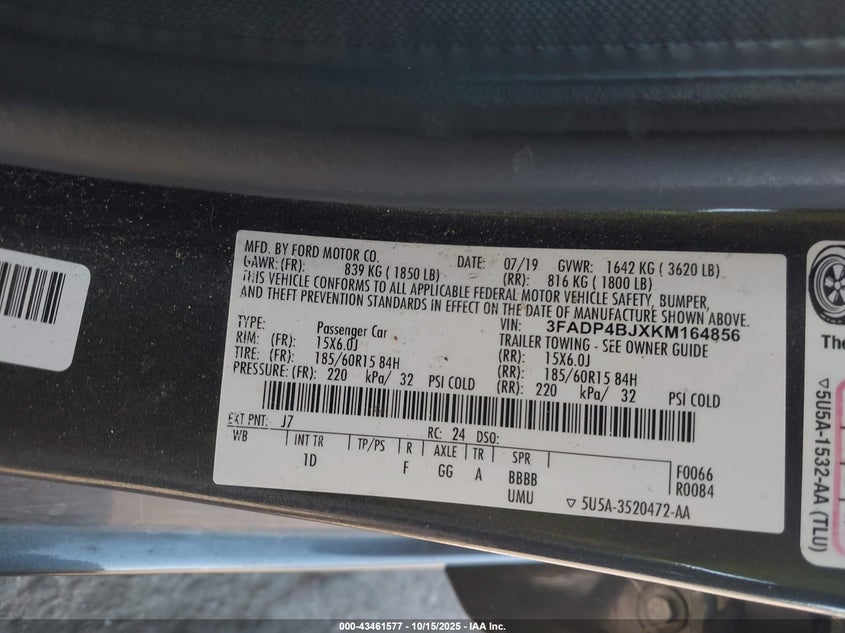 MFD. BY FORD MOTOR CO. DATE: 07/19 GVWR: 1642 KG ( 3620 LB)
GAWR:(FR): 839 KG ( 1850 LB) (RR): 816 KG ( 1800 LB)
THIS VEHICLE CONFORMS TO ALL APPLICABLE FEDERAL MOTOR VEHICLE SAFETY, BUMPER,
AND THEFT PREVENTION STANDARDS IN EFFECT ON THE DATE OF MANUFACTURE SHOWN ABOVE.
VIN: 3FADP4BJXKM164856
TYPE: Passenger Car TRAILER TOWING - SEE OWNER GUIDE
RIM: (FR): 15X6.0J (RR): 15X6.0J
TIRE: (FR): 185/60R15 84H (RR): 185/60R15 84H
PRESSURE: (FR): 220 kPa/ 32 PSI COLD (RR): 220 kPa/ 32 PSI COLD
EXT PNT: J7 RC: 24 DSO:
WB INT TR TP/PS R AXLE TR SPR
1D F GG A BBBB F0066
UMU R0084
▽ 5U5A-3520472-AA
The
▽5U5A-1532-AA (TLU)
000-43461577 - 10/15/2025 - IAA Inc.